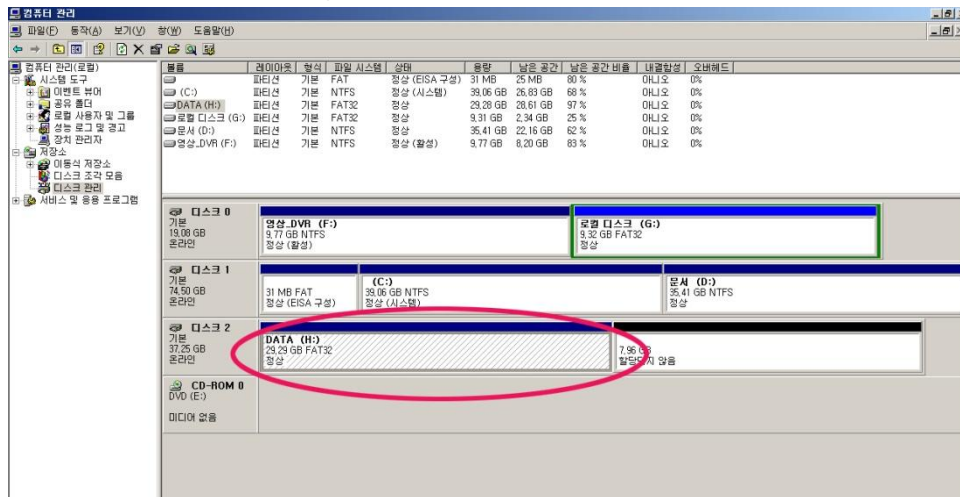 컴퓨터 관리
파일(F) 동작(A) 보기(V) 창(W) 도움말(H)
컴퓨터 관리(로컬)
시스템 도구
이벤트 뷰어
공유 폴더
로컬 사용자 및 그룹
성능 로그 및 경고
장치 관리자
저장소
이동식 저장소
디스크 조각 모음
디스크 관리
서비스 및 응용 프로그램
볼륨 레이아웃 형식 파일 시스템 상태 용량 남은 공간 남은 공간 비율 내결함성 오버헤드
파티션 기본 FAT 정상 (EISA 구성) 31 MB 25 MB 80 % 아니오 0%
(C:) 파티션 기본 NTFS 정상 (시스템) 39,06 GB 26,83 GB 68 % 아니오 0%
DATA (H:) 파티션 기본 FAT32 정상 29,28 GB 28,61 GB 97 % 아니오 0%
로컬 디스크 (G:) 파티션 기본 FAT32 정상 9,31 GB 2,34 GB 25 % 아니오 0%
문서 (D:) 파티션 기본 NTFS 정상 35,41 GB 22,16 GB 62 % 아니오 0%
영상_DVR (F:) 파티션 기본 NTFS 정상 (활성) 9,77 GB 8,20 GB 83 % 아니오 0%
디스크 0
기본
19,08 GB
온라인
영상_DVR (F:)
9,77 GB NTFS
정상 (활성)
로컬 디스크 (G:)
9,32 GB FAT32
정상
디스크 1
기본
74,50 GB
온라인
31 MB FAT
정상 (EISA 구성)
(C:)
39,06 GB NTFS
정상 (시스템)
문서 (D:)
35,41 GB NTFS
정상
디스크 2
기본
37,25 GB
온라인
DATA (H:)
29,29 GB FAT32
정상
7,96 GB
할당되지 않음
CD-ROM 0
DVD (E:)
미디어 없음